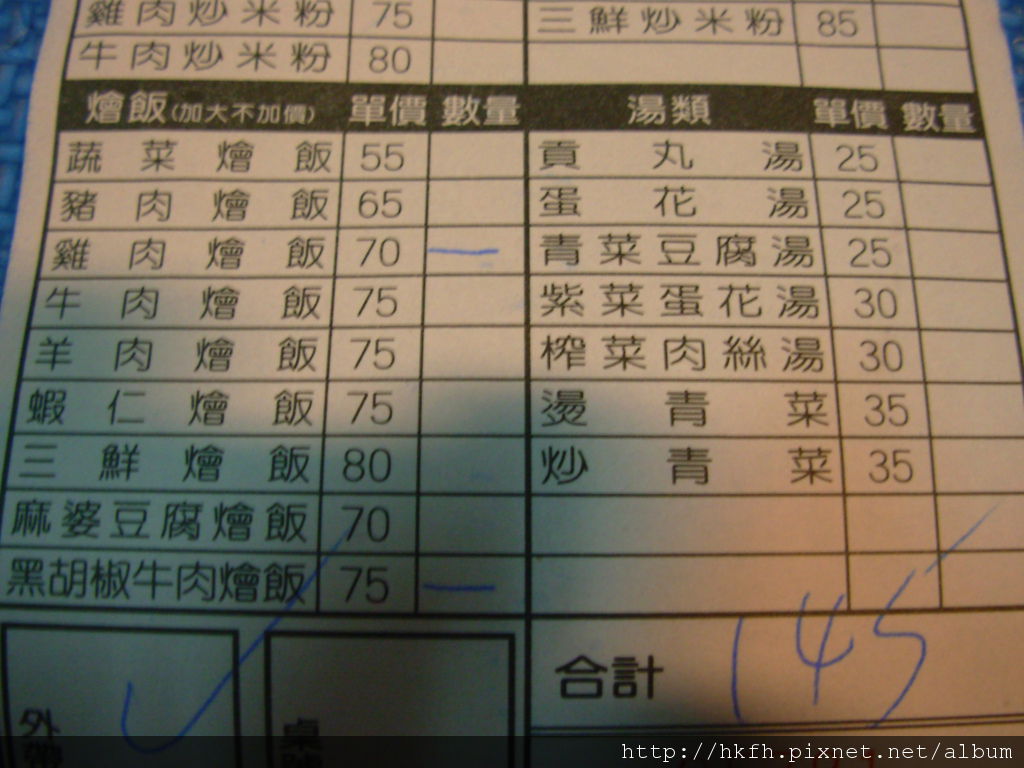 雞肉炒米粉 75 三鮮炒米粉 85
牛肉炒米粉 80
燴飯(加大不加價) 單價 數量 湯類 單價 數量
蔬菜燴飯 55 貢丸湯 25
豬肉燴飯 65 蛋花湯 25
雞肉燴飯 70 一 青菜豆腐湯 25
牛肉燴飯 75 紫菜蛋花湯 30
羊肉燴飯 75 榨菜肉絲湯 30
蝦仁燴飯 75 燙青菜 35
三鮮燴飯 80 炒青菜 35
麻婆豆腐燴飯 70
黑胡椒牛肉燴飯 75 一
外帶 桌號 合計 145
http://hkfh.pixnet.net/album